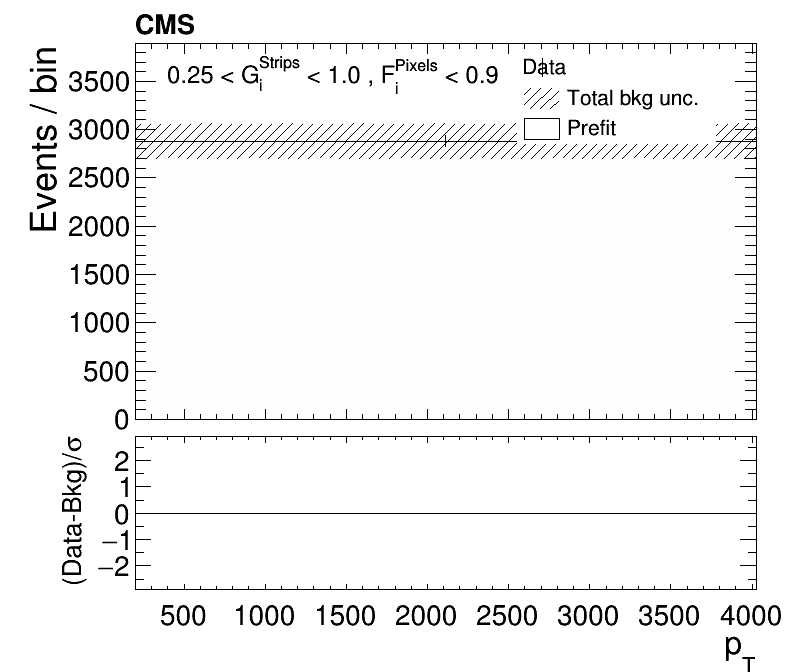 CMS
Events / bin
0.25 < G_i^Strips < 1.0 , F_i^Pixels < 0.9
Data
Total bkg unc.
Prefit
3500
3000
2500
2000
1500
1000
500
0
(Data-Bkg)/σ
2
1
0
−1
−2
500 1000 1500 2000 2500 3000 3500 4000
p_T